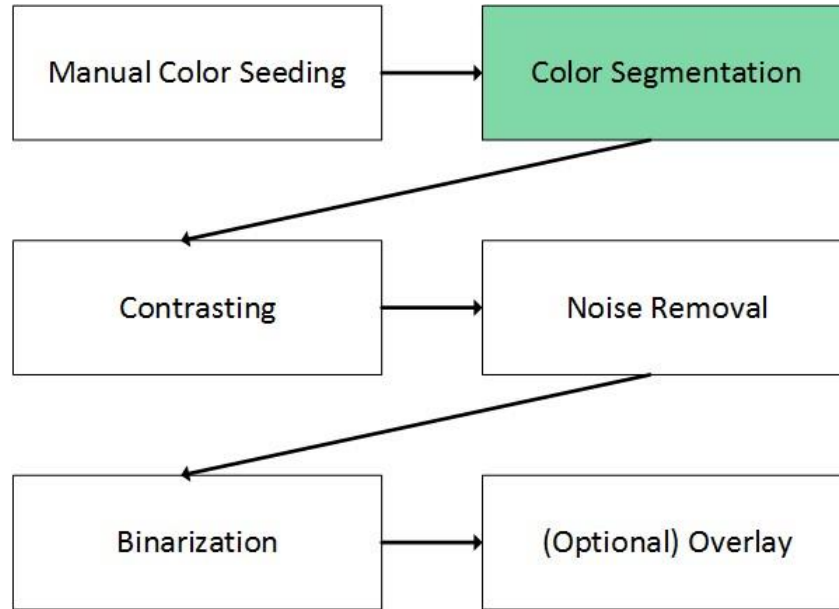 Manual Color Seeding
Color Segmentation
Contrasting
Noise Removal
Binarization
(Optional) Overlay